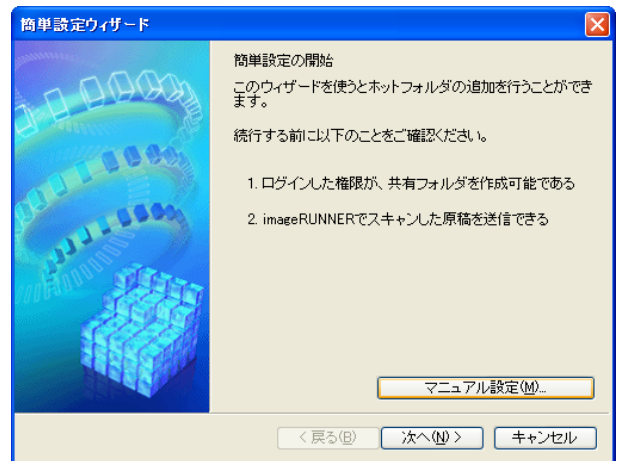 簡単設定ウィザード
簡単設定の開始
このウィザードを使うとホットフォルダの追加を行うことができ
ます。
続行する前に以下のことをご確認ください。
1. ログインした権限が、共有フォルダを作成可能である
2. imageRUNNERでスキャンした原稿を送信できる
マニュアル設定(M)...
< 戻る(B) 次へ(N) > キャンセル